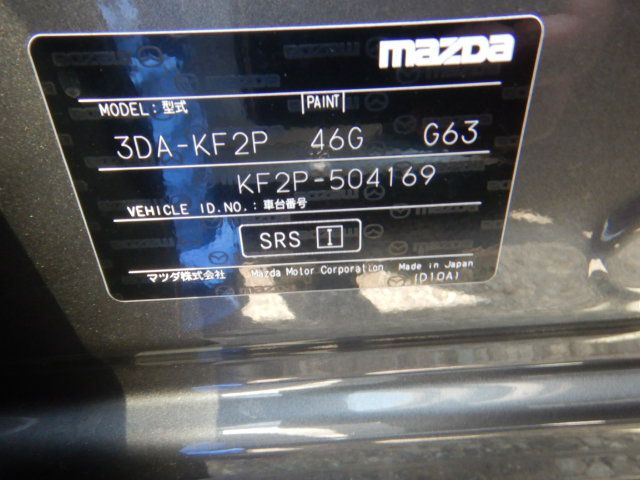 mazda
MODEL: 型式 PAINT
3DA-KF2P 46G G63
KF2P-504169
VEHICLE ID.NO.: 車台番号
SRS I
マツダ株式会社 Mazda Motor Corporation Made in Japan
(D10A)